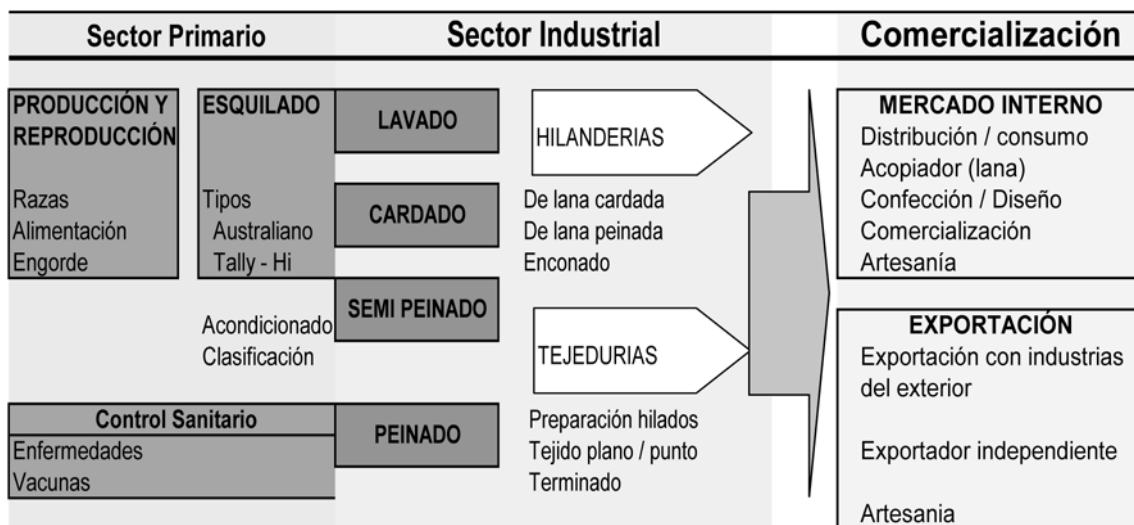 Sector Primario
Sector Industrial
Comercialización
PRODUCCIÓN Y
REPRODUCCIÓN
Razas
Alimentación
Engorde
ESQUILADO
Tipos
Australiano
Tally - Hi
Acondicionado
Clasificación
Control Sanitario
Enfermedades
Vacunas
LAVADO
CARDADO
SEMI PEINADO
PEINADO
HILANDERIAS
De lana cardada
De lana peinada
Enconado
TEJEDURIAS
Preparación hilados
Tejido plano / punto
Terminado
MERCADO INTERNO
Distribución / consumo
Acopiador (lana)
Confección / Diseño
Comercialización
Artesanía
EXPORTACIÓN
Exportación con industrias
del exterior
Exportador independiente
Artesania